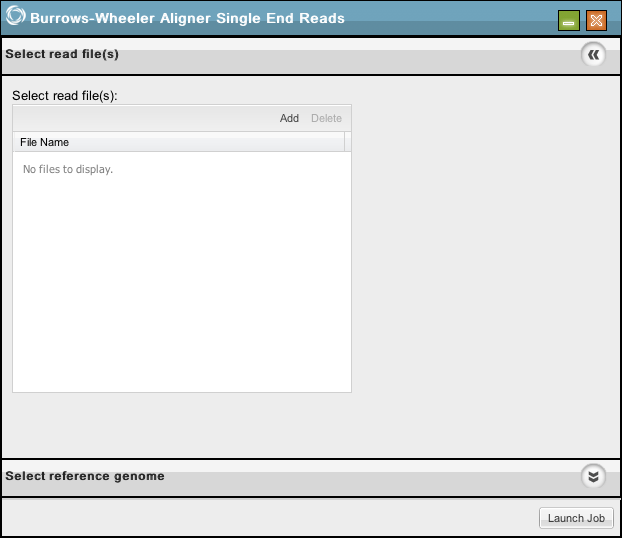 Burrows-Wheeler Aligner Single End Reads
Select read file(s)
Select read file(s):
Add Delete
File Name
No files to display.
Select reference genome
Launch Job